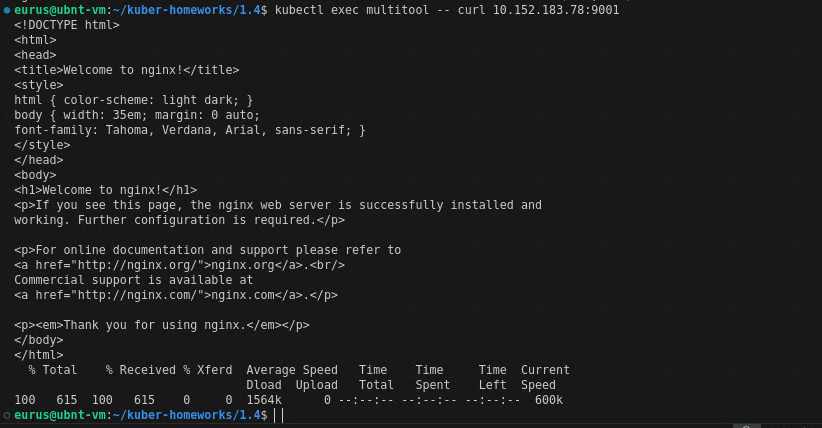 eurus@ubnt-vm:~/kuber-homeworks/1.4$ kubectl exec multitool -- curl 10.152.183.78:9001
<!DOCTYPE html>
<html>
<head>
<title>Welcome to nginx!</title>
<style>
html { color-scheme: light dark; }
body { width: 35em; margin: 0 auto;
font-family: Tahoma, Verdana, Arial, sans-serif; }
</style>
</head>
<body>
<h1>Welcome to nginx!</h1>
<p>If you see this page, the nginx web server is successfully installed and
working. Further configuration is required.</p>

<p>For online documentation and support please refer to
<a href="http://nginx.org/">nginx.org</a>.<br/>
Commercial support is available at
<a href="http://nginx.com/">nginx.com</a>.</p>

<p><em>Thank you for using nginx.</em></p>
</body>
</html>
  % Total    % Received % Xferd  Average Speed   Time    Time     Time  Current
                                 Dload  Upload   Total   Spent    Left  Speed
100   615  100   615    0     0  1564k      0 --:--:-- --:--:-- --:--:--  600k
eurus@ubnt-vm:~/kuber-homeworks/1.4$